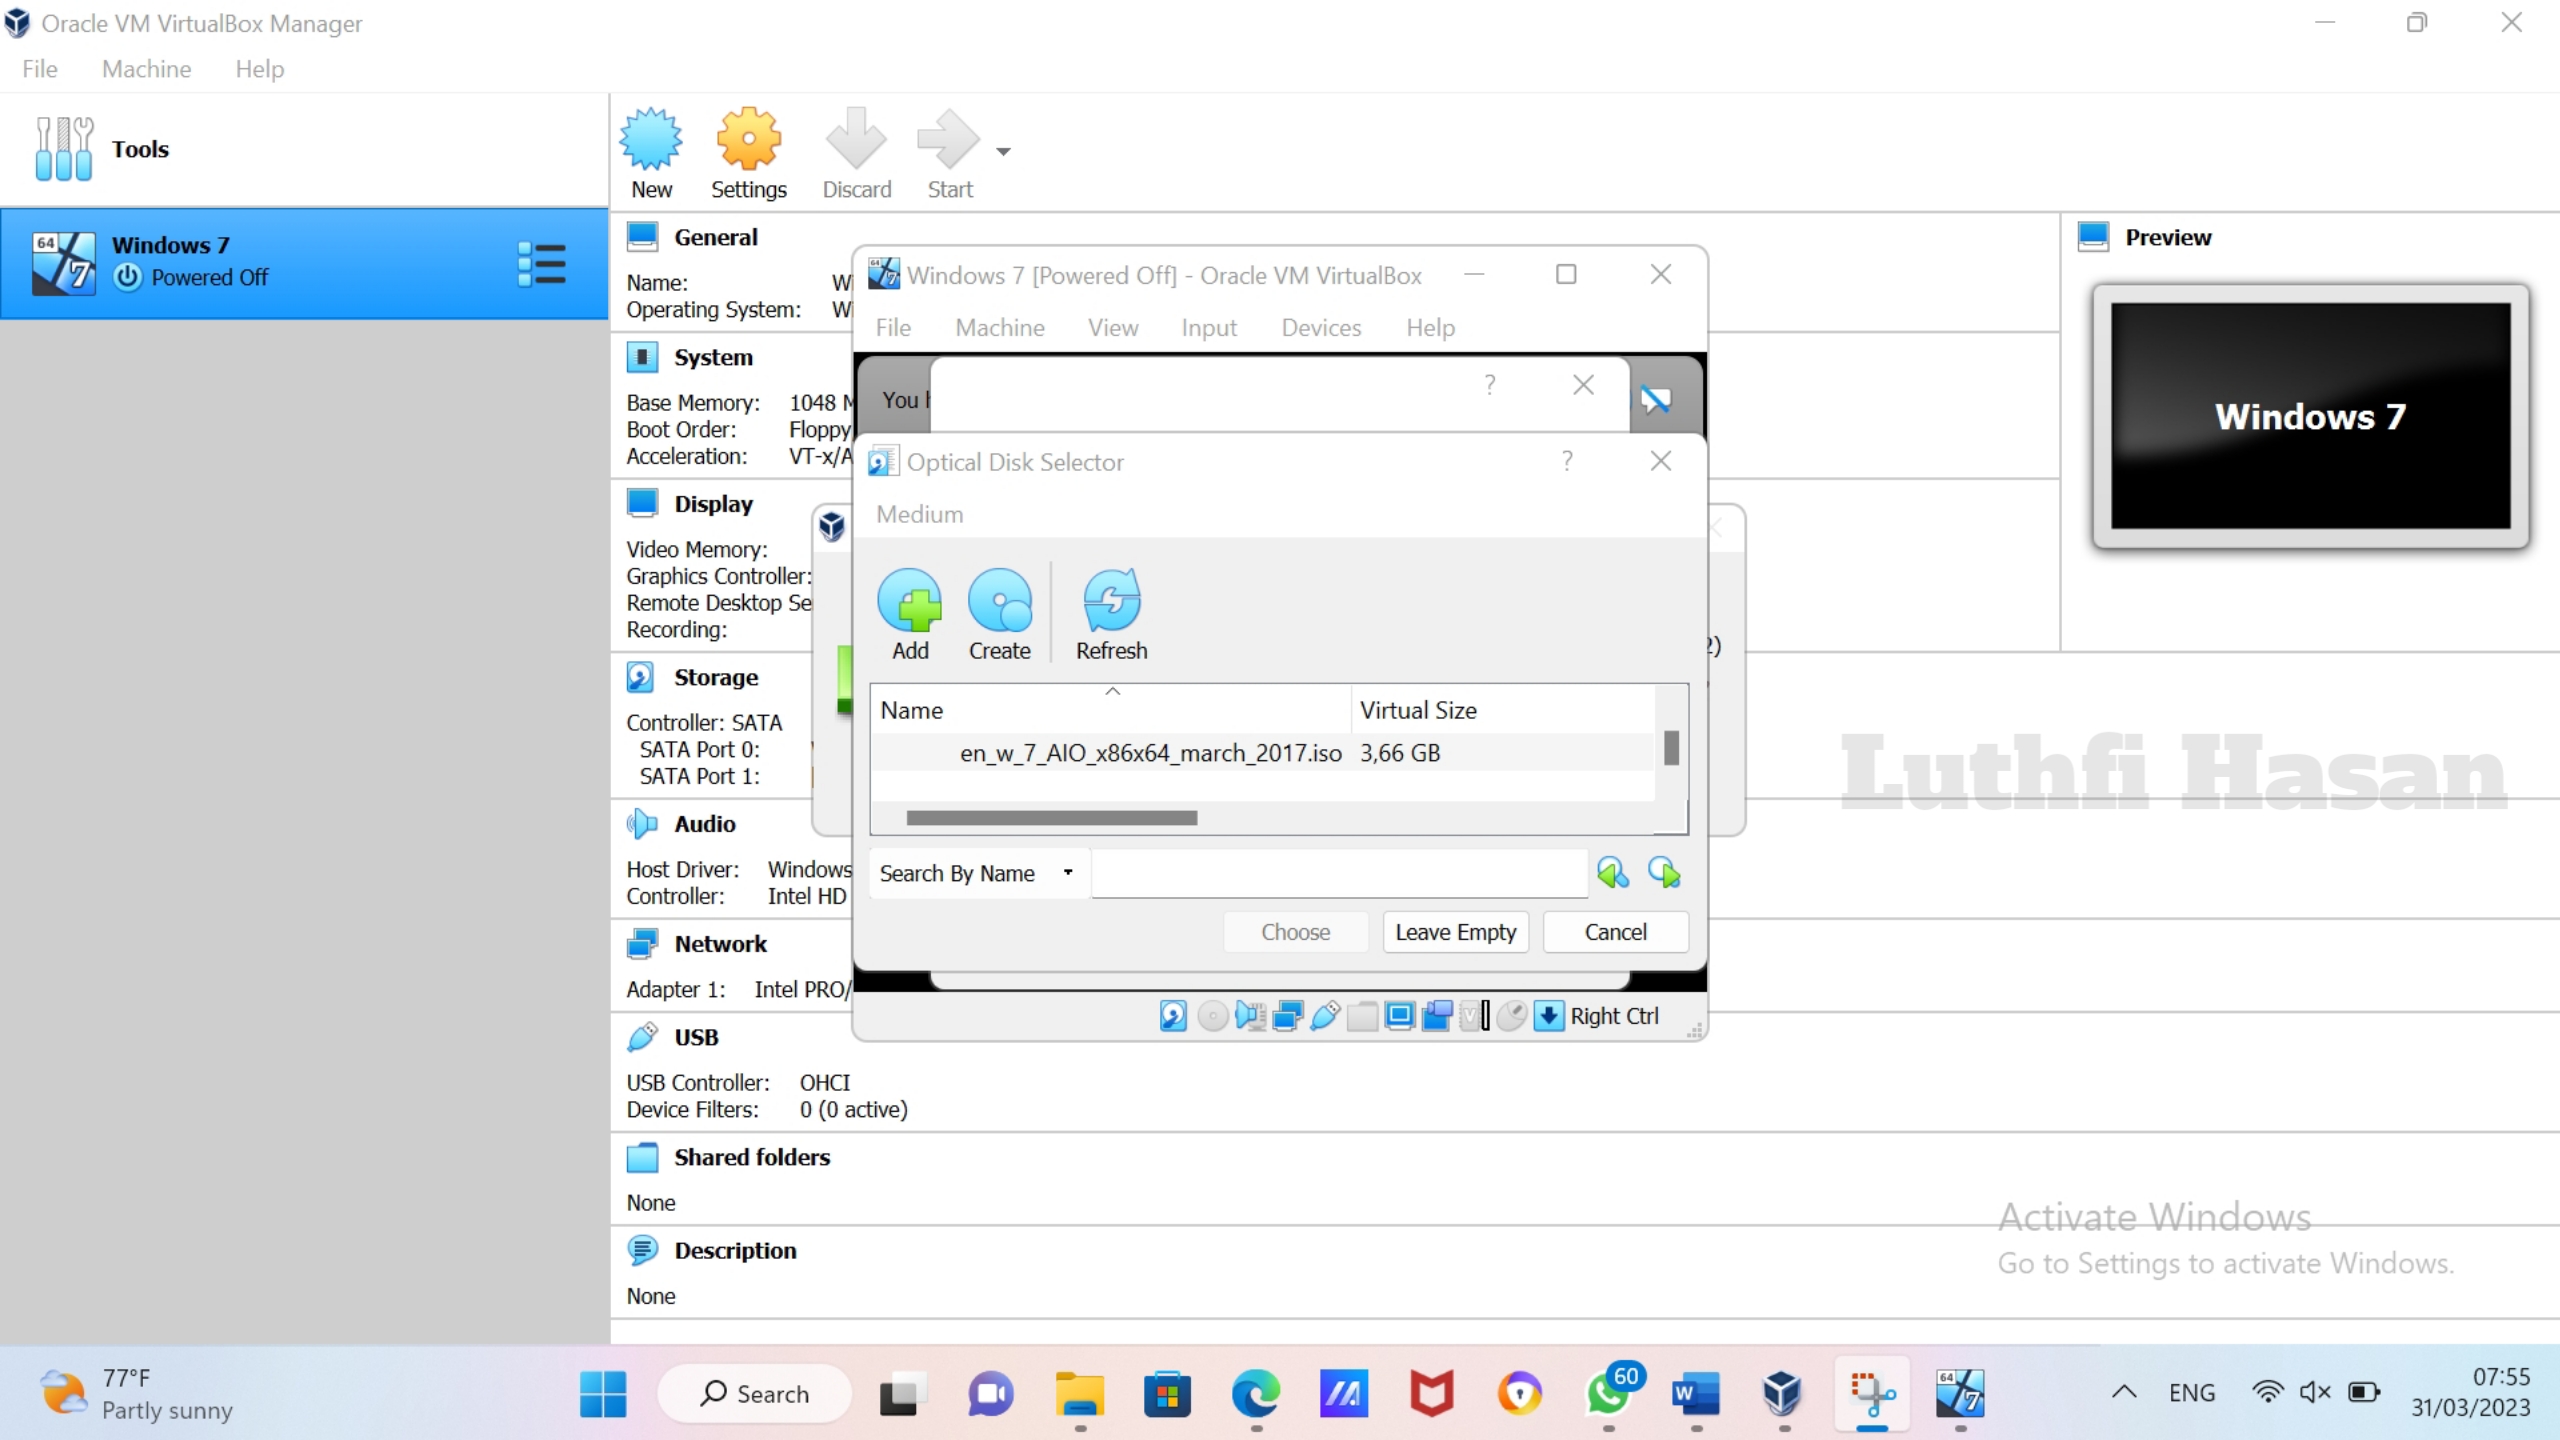 Oracle VM VirtualBox Manager
File Machine Help
Tools
New Settings Discard Start
64 7 Windows 7
Powered Off
General
Name:
Operating System:
System
Base Memory: 1048
Boot Order: Floppy
Acceleration: VT-x/A
Display
Video Memory:
Graphics Controller:
Remote Desktop Se
Recording:
Storage
Controller: SATA
SATA Port 0:
SATA Port 1:
Audio
Host Driver: Windows
Controller: Intel HD
Network
Adapter 1: Intel PRO/
USB
USB Controller: OHCI
Device Filters: 0 (0 active)
Shared folders
None
Description
None
Windows 7 [Powered Off] - Oracle VM VirtualBox
File Machine View Input Devices Help
You
?
Optical Disk Selector ?
Medium
Add Create Refresh
Name Virtual Size
en_w_7_AIO_x86x64_march_2017.iso 3,66 GB
Search By Name
Choose Leave Empty Cancel
Right Ctrl
2)
Preview
Windows 7
Luthfi Hasan
Activate Windows
Go to Settings to activate Windows.
77°F
Partly sunny
Search
60
ENG
07:55
31/03/2023